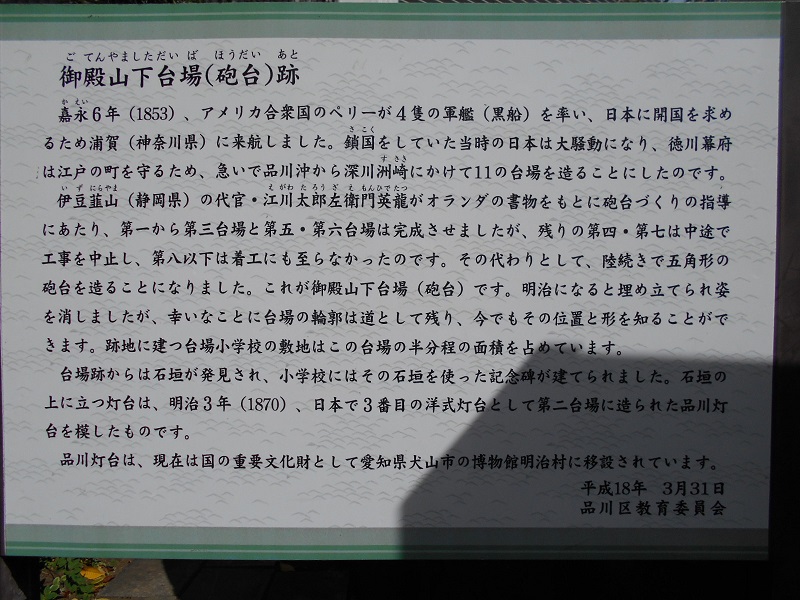 ごてんやましただいば ほうだい あと
御殿山下台場(砲台)跡
かえい
嘉永6年(1853)、アメリカ合衆国のペリーが4隻の軍艦(黒船)を率い、日本に開国を求め
さこく
るため浦賀(神奈川県)に来航しました。鎖国をしていた当時の日本は大騒動になり、徳川幕府
すさき
は江戸の町を守るため、急いで品川沖から深川洲崎にかけて11の台場を造ることにしたのです。
いずにらやま えがわたろうざえもんひでたつ
伊豆韮山(静岡県)の代官・江川太郎左衛門英龍がオランダの書物をもとに砲台づくりの指導
にあたり、第一から第三台場と第五・第六台場は完成させましたが、残りの第四・第七は中途で
工事を中止し、第八以下は着工にも至らなかったのです。その代わりとして、陸続きで五角形の
砲台を造ることになりました。これが御殿山下台場(砲台)です。明治になると埋め立てられ姿
を消しましたが、幸いなことに台場の輪郭は道として残り、今でもその位置と形を知ることがで
きます。跡地に建つ台場小学校の敷地はこの台場の半分程の面積を占めています。
台場跡からは石垣が発見され、小学校にはその石垣を使った記念碑が建てられました。石垣の
上に立つ灯台は、明治3年(1870)、日本で3番目の洋式灯台として第二台場に造られた品川灯
台を模したものです。
品川灯台は、現在は国の重要文化財として愛知県犬山市の博物館明治村に移設されています。
平成18年 3月31日
品川区教育委員会